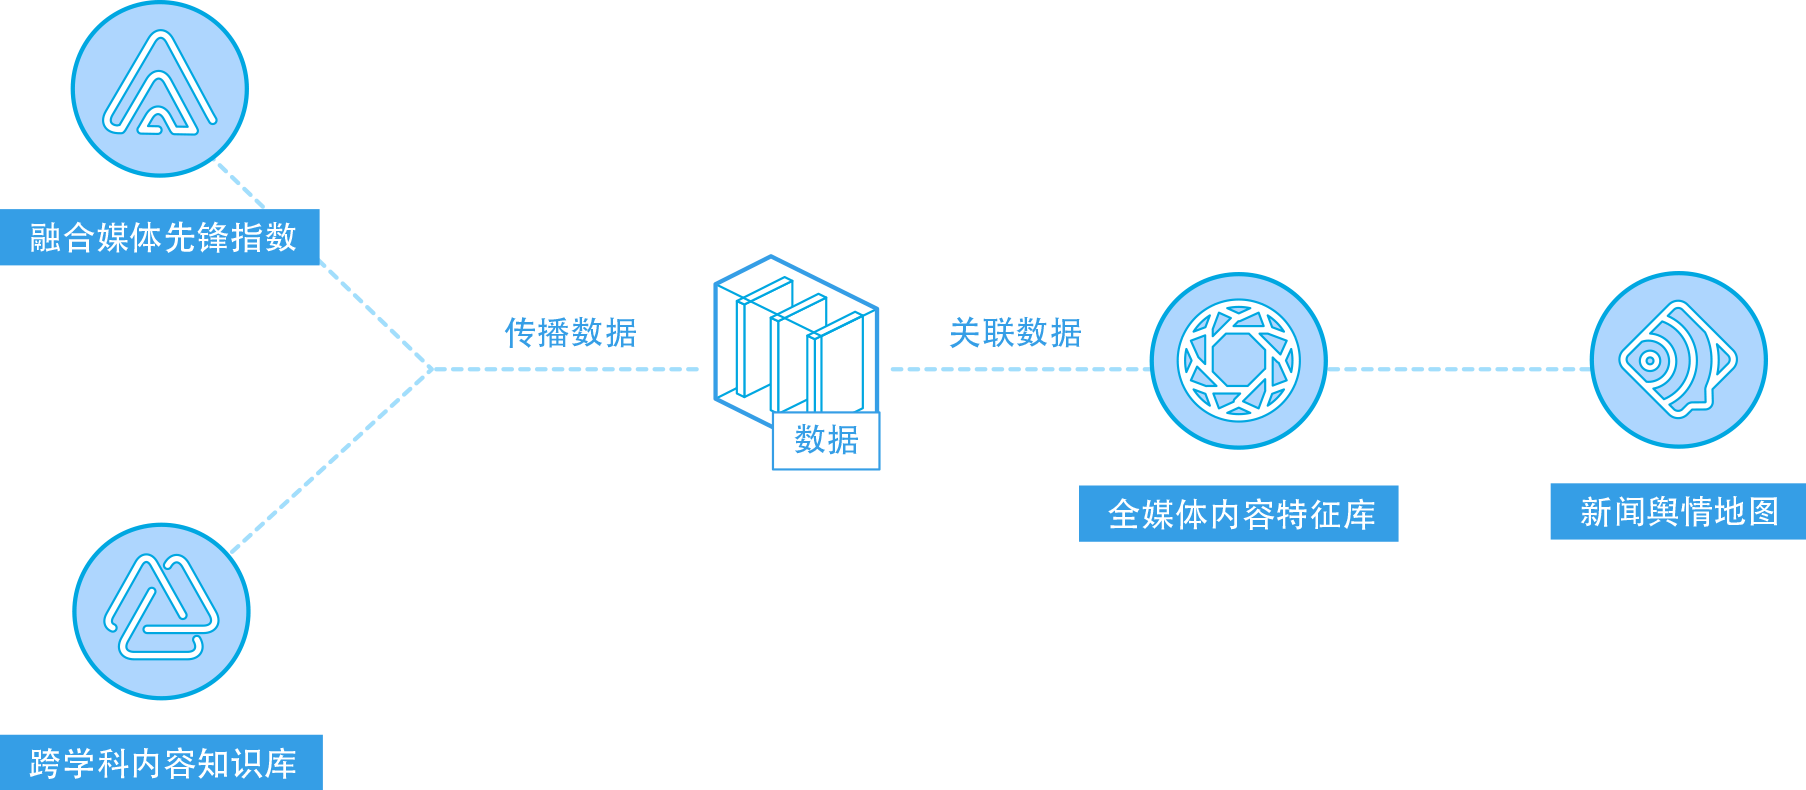 融合媒体先锋指数
传播数据
关联数据
数据
全媒体内容特征库
新闻舆情地图
跨学科内容知识库